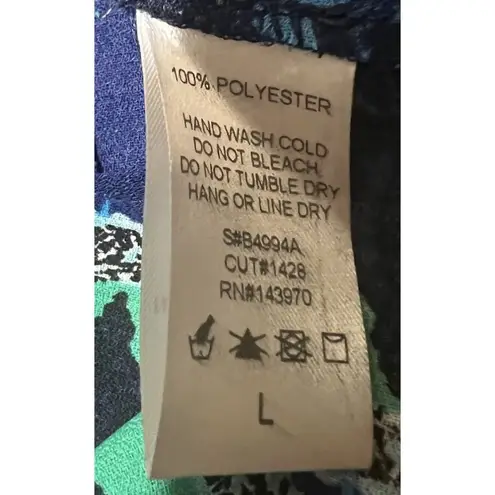 100% POLYESTER
HAND WASH COLD
DO NOT BLEACH
DO NOT TUMBLE DRY
HANG OR LINE DRY
S#B4994A
CUT#1428
RN#143970
L